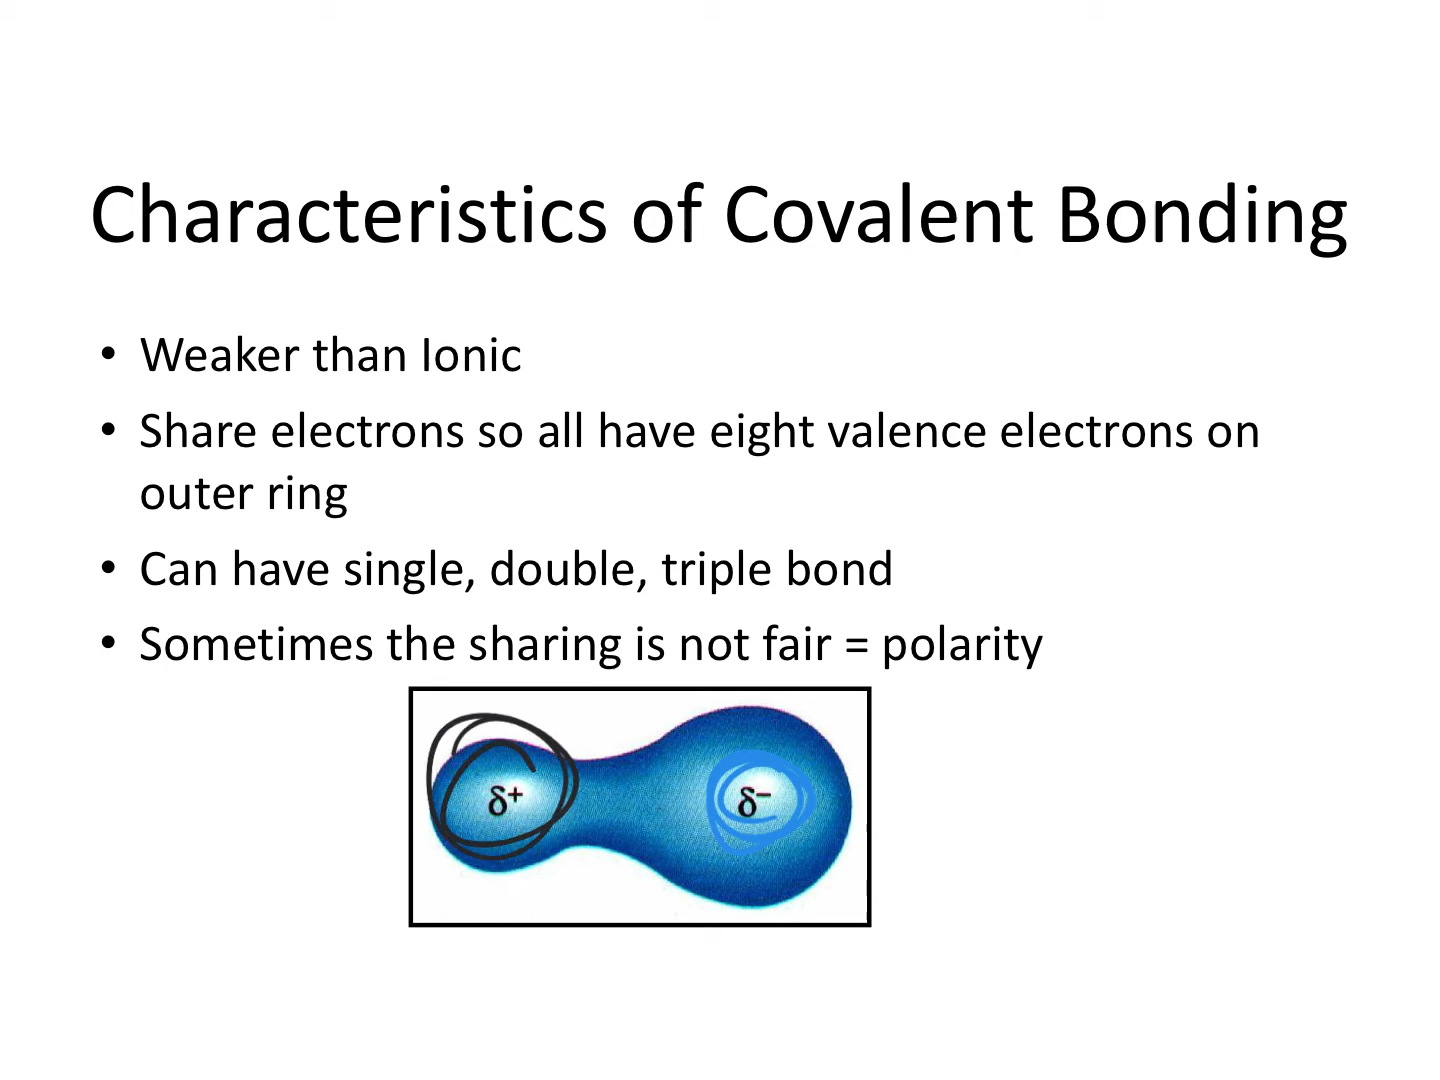 Characteristics of Covalent Bonding
• Weaker than Ionic
• Share electrons so all have eight valence electrons on
outer ring
• Can have single, double, triple bond
• Sometimes the sharing is not fair = polarity
δ+ δ−